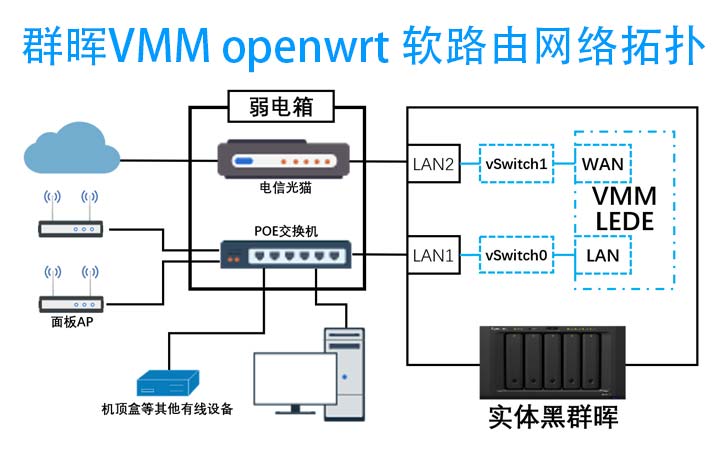 群晖VMM openwrt 软路由网络拓扑
弱电箱
电信光猫
LAN2
vSwitch1
WAN
VMM
LEDE
POE交换机
LAN1
vSwitch0
LAN
面板AP
机顶盒等其他有线设备
实体黑群晖